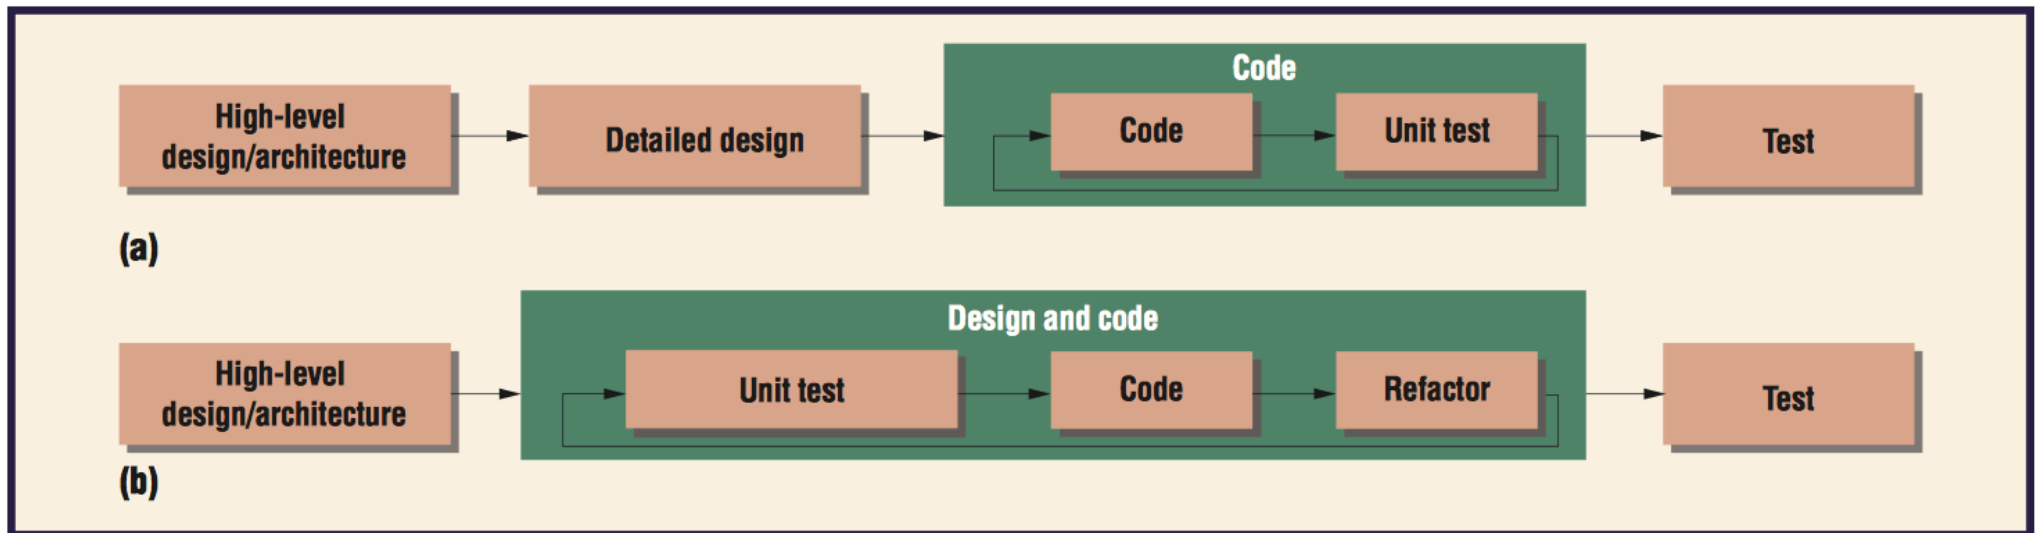 Code
High-level
design/architecture
Detailed design
Code
Unit test
Test
(a)
Design and code
High-level
design/architecture
Unit test
Code
Refactor
Test
(b)